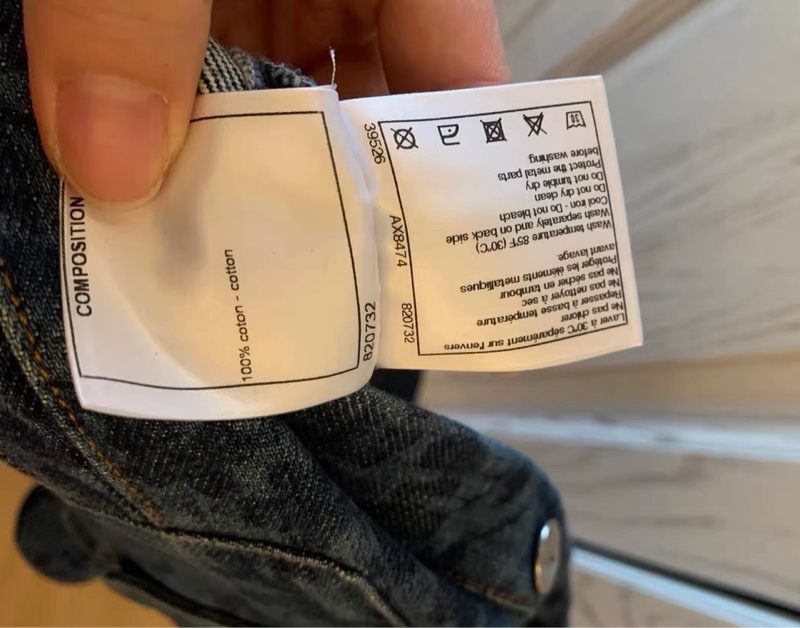 COMPOSITION
100% coton - cotton
820732
39526
AX8474
820732
30
Laver à 30°C séparément sur l'envers
Ne pas chlorer
Repasser à basse température
Ne pas nettoyer à sec
Ne pas sécher en tambour
Protéger les éléments métalliques
avant lavage.
Wash temperature 85F (30°C)
Wash separately and on back side
Cool iron - Do not bleach
Do not dry clean
Do not tumble dry
Protect the metal parts
before washing.